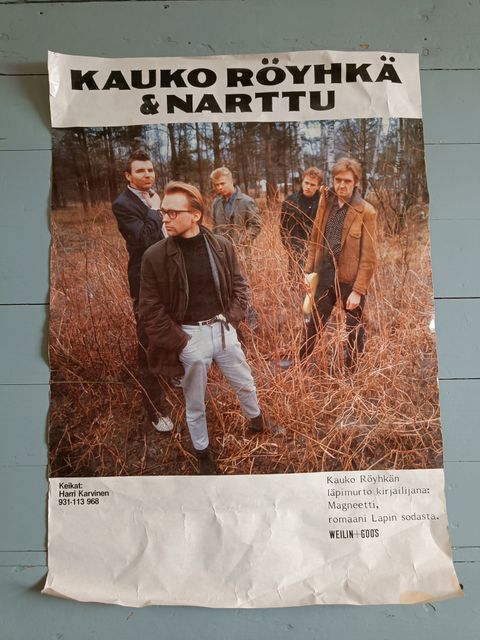 KAUKO RÖYHKÄ
& NARTTU
Keikat:
Harri Karvinen
931-113 968
Kauko Röyhkän
läpimurto kirjailijana:
Magneetti,
romaani Lapin sodasta.
WEILIN+GÖÖS